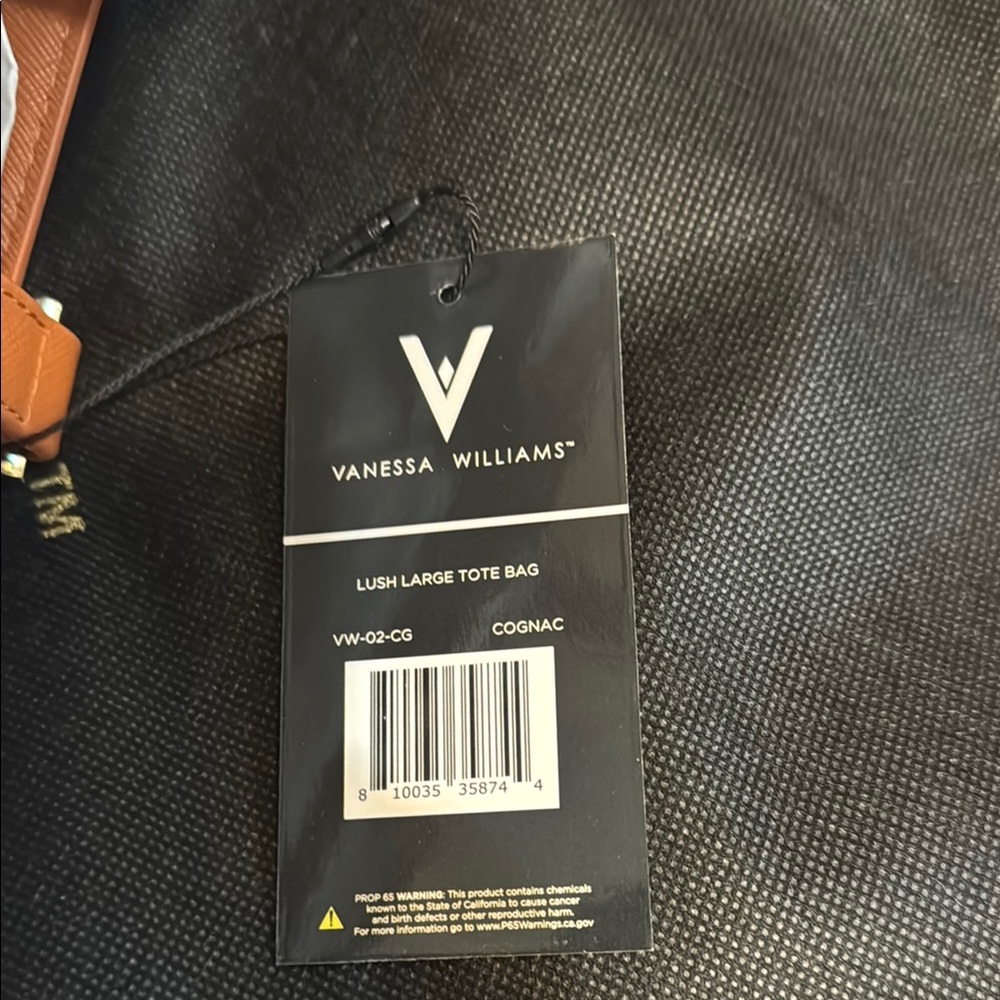 V
VANESSA WILLIAMS™
TM
LUSH LARGE TOTE BAG
VW-02-CG COGNAC
8 10035 35874 4
PROP 65 WARNING: This product contains chemicals
known to the State of California to cause cancer
and birth defects or other reproductive harm.
For more information go to www.P65Warnings.ca.gov